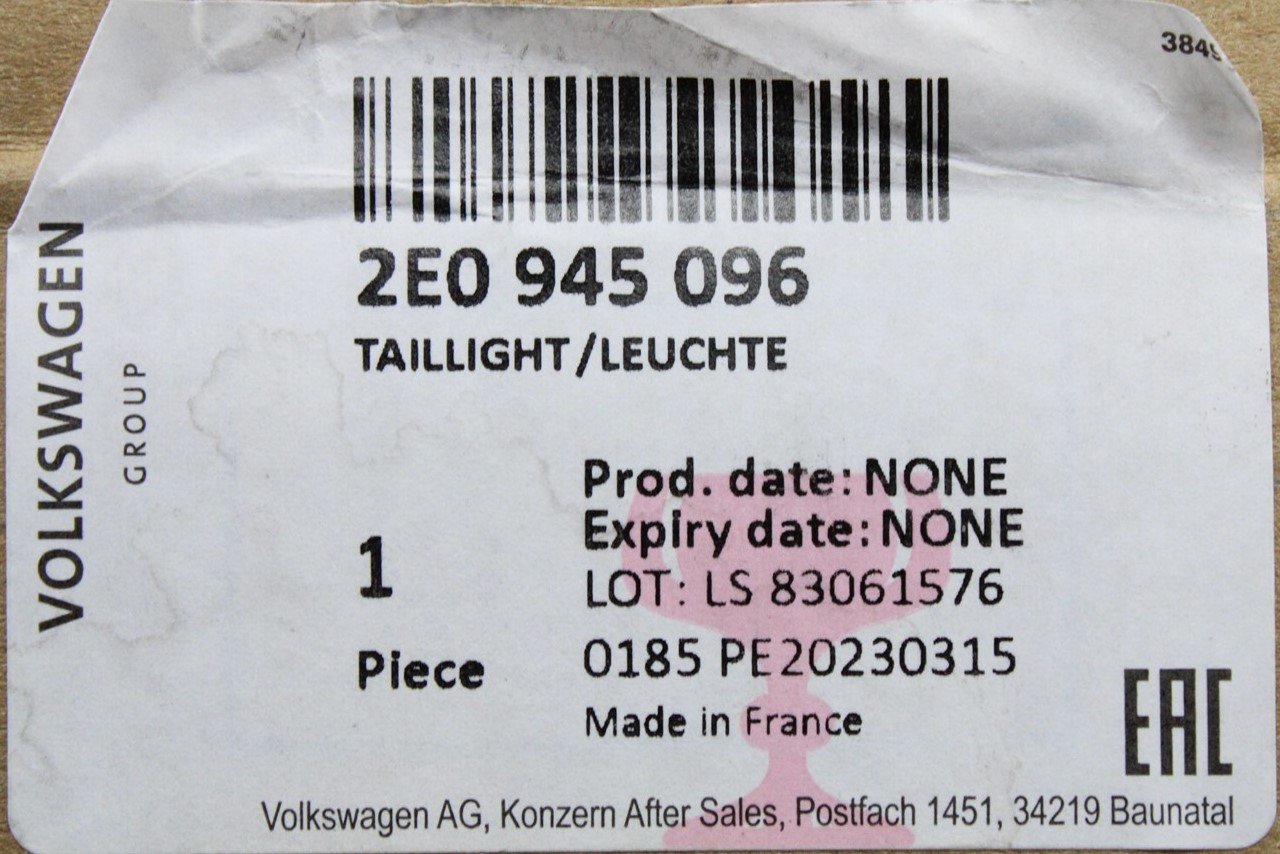 3849
2E0 945 096
TAILLIGHT/LEUCHTE
VOLKSWAGEN
GROUP
Prod. date: NONE
Expiry date: NONE
1
LOT: LS 83061576
Piece
0185 PE20230315
Made in France
EAC
Volkswagen AG, Konzern After Sales, Postfach 1451, 34219 Baunatal